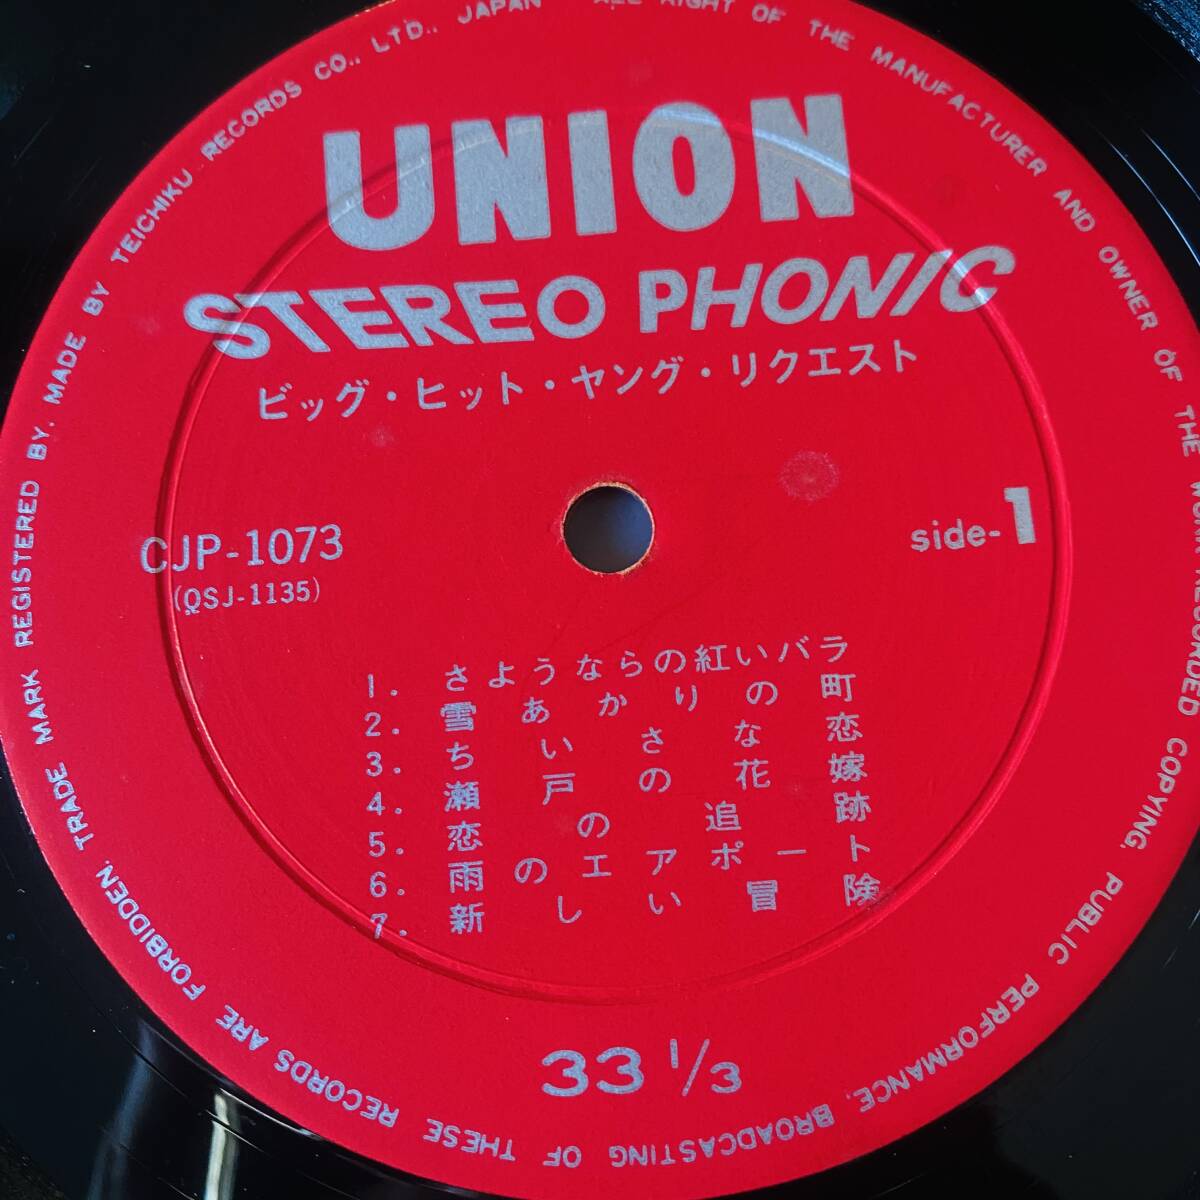 UNION
STEREO PHONIC
ビッグ・ヒット・ヤング・リクエスト
CJP-1073
(QSJ-1135)
side-1
1. さようならの紅いバラ
2. 雪あかりの町
3. ちいさな恋
4. 瀬戸の花嫁
5. 恋の追跡
6. 雨のエアポート
7. 新しい冒険
33 1/3
TRADE MARK REGISTERED BY. MADE BY TEICHIKU RECORDS CO., LTD., JAPAN ALL RIGHT OF THE MANUFACTURER AND OWNER OF THE WORK RECORDED COPYING, PUBLIC PERFORMANCE, BROADCASTING OF THESE RECORDS ARE FORBIDDEN.